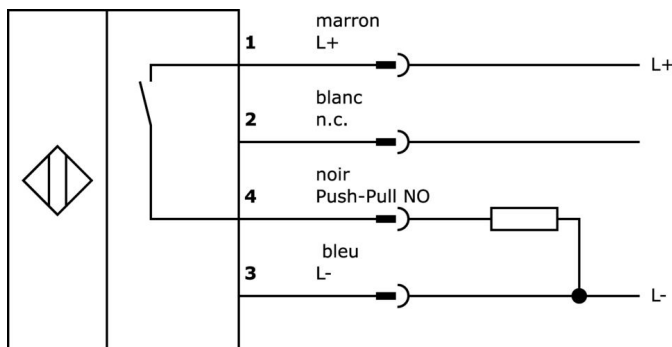 marron
1 L+
L+
blanc
2 n.c.
noir
4 Push-Pull NO
bleu
3 L-
L-